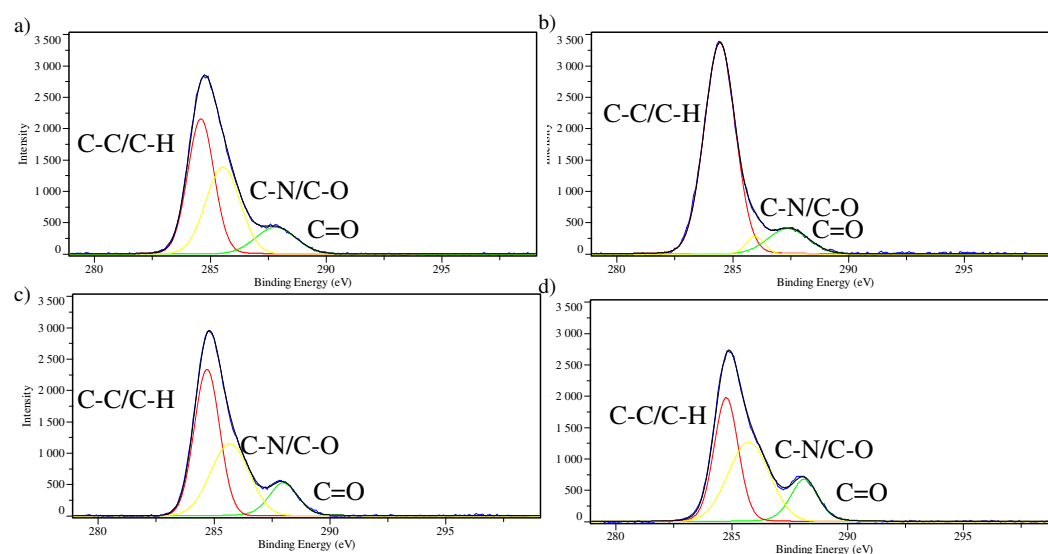 a)
3 500
3 000
2 500
2 000
1 500
1 000
500
0
Intensity
C-C/C-H
C-N/C-O
C=O
280
285
290
295
Binding Energy (eV)
b)
3 500
3 000
2 500
2 000
1 500
1 000
500
0
C-C/C-H
C-N/C-O
C=O
280
285
290
295
Binding Energy (eV)
c)
3 500
3 000
2 500
2 000
1 500
1 000
500
0
Intensity
C-C/C-H
C-N/C-O
C=O
280
285
290
295
Binding Energy (eV)
d)
3 500
3 000
2 500
2 000
1 500
1 000
500
0
C-C/C-H
C-N/C-O
C=O
280
285
290
295
Binding Energy (eV)